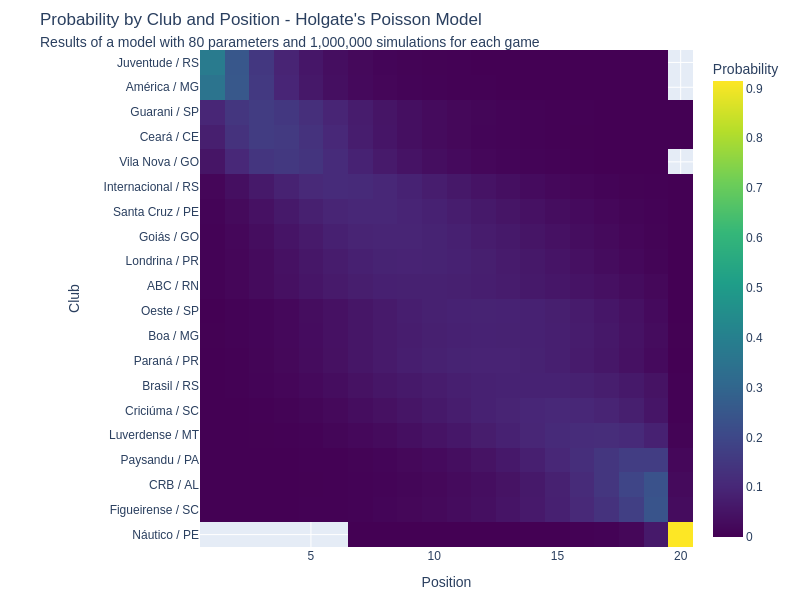 Probability by Club and Position - Holgate's Poisson Model
Results of a model with 80 parameters and 1,000,000 simulations for each game
Probability
Juventude / RS
América / MG
Guarani / SP
Ceará / CE
Vila Nova / GO
Internacional / RS
Santa Cruz / PE
Goiás / GO
Londrina / PR
ABC / RN
Oeste / SP
Boa / MG
Paraná / PR
Brasil / RS
Criciúma / SC
Luverdense / MT
Paysandu / PA
CRB / AL
Figueirense / SC
Náutico / PE
Club
5
10
15
20
Position
0.9
0.8
0.7
0.6
0.5
0.4
0.3
0.2
0.1
0